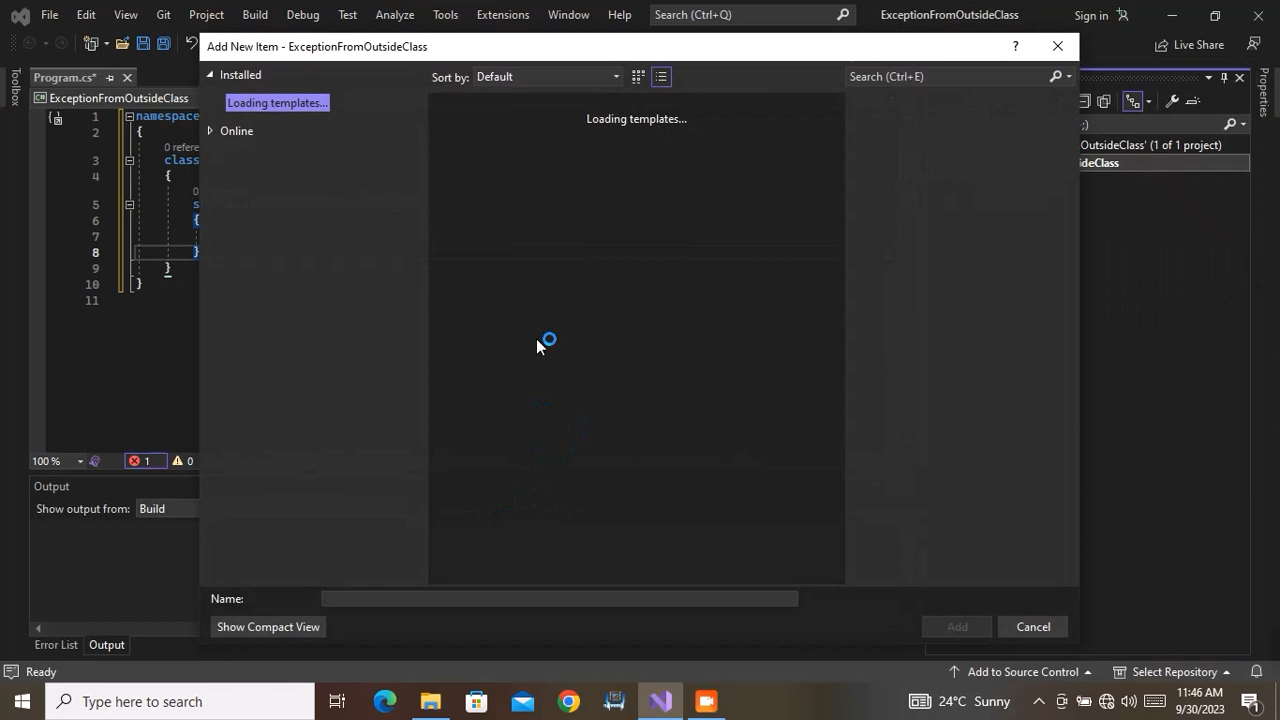 File Edit View Git Project Build Debug Test Analyze Tools Extensions Window Help Search (Ctrl+Q) ExceptionFromOutsideClass Sign in
Live Share
Add New Item - ExceptionFromOutsideClass ?
Toolbox
Program.cs*
ExceptionFromOutsideClass
1 namespace
2 {
0 refere
3 class
4 {
0
5 s
6 {
7
8 }
9 }
10 }
11
Installed
Loading templates...
Online
Sort by: Default
Loading templates...
Search (Ctrl+E)
;)
OutsideClass' (1 of 1 project)
ideClass
Properties
100 % 1 0
Output
Show output from: Build
Name:
Show Compact View Add Cancel
Error List Output
Ready Add to Source Control Select Repository
Type here to search 24°C Sunny 11:46 AM
9/30/2023
1